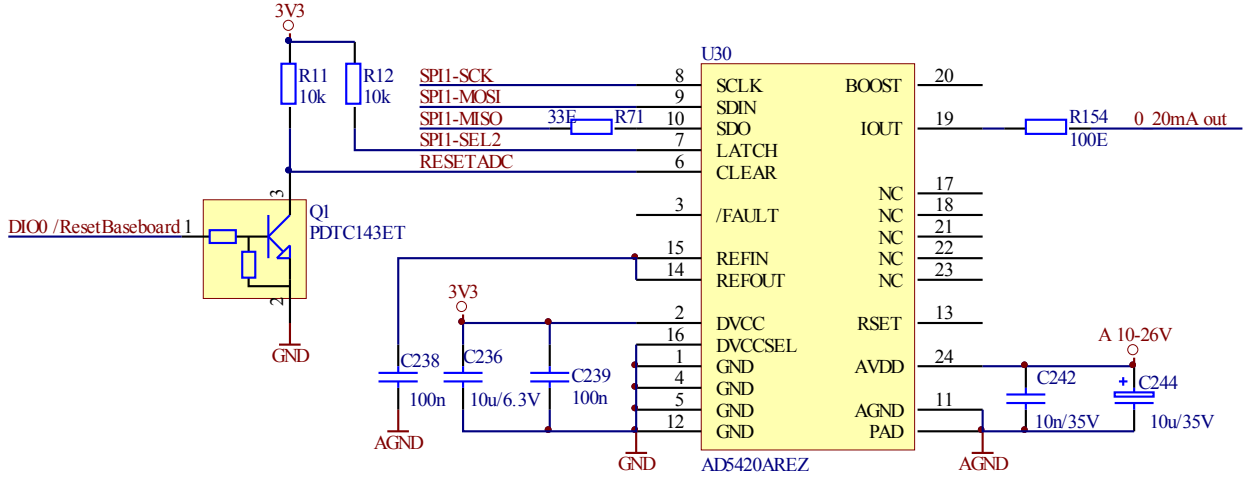 3V3
R11
10k
R12
10k
SPI1-SCK
SPI1-MOSI
SPI1-MISO
33E
R71
SPI1-SEL2
RESETADC
DIO0 /ResetBaseboard
1
3
2
Q1
PDTC143ET
GND
U30
8
SCLK
9
SDIN
10
SDO
7
LATCH
6
CLEAR
3
/FAULT
15
REFIN
14
REFOUT
2
DVCC
16
DVCCSEL
1
GND
4
GND
5
GND
12
GND
BOOST
20
IOUT
19
NC
17
NC
18
NC
21
NC
22
NC
23
RSET
13
AVDD
24
AGND
11
PAD
AD5420AREZ
R154
100E
0_20mA out
3V3
C238
100n
AGND
C236
10u/6.3V
C239
100n
GND
A 10-26V
C242
10n/35V
+
C244
10u/35V
AGND